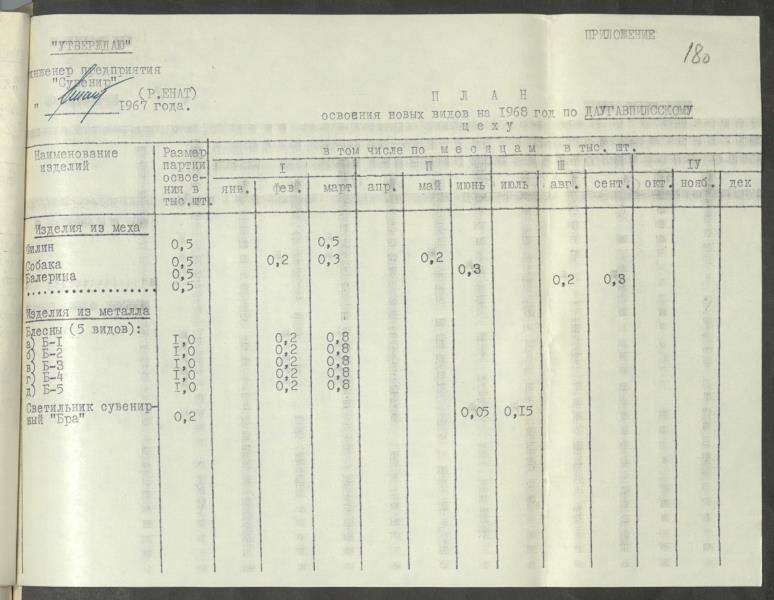 "УТВЕРЖДАЮ"
ПРИЛОЖЕНИЕ
180
инженер предприятия
"Сувенир"
(Р.ЕНАТ)
" 1967 года.
П Л А Н
освоения новых видов на 1968 год по ДАУГАВПИЛССКОМУ
цеху
Наименование изделий
Размер партии освоения в тыс.шт.
в том числе по месяцам в тыс. шт.
I II III IУ
янв. фев. март апр. май июнь июль авг. сент. окт. нояб. дек
Изделия из меха
Филин 0,5 0,5
Собака 0,5 0,2 0,3
Балерина 0,5 0,2 0,3
.................... 0,5 0,2 0,3
Изделия из металла
Блесны (5 видов):
а) Б-I I,0 0,2 0,8
б) Б-2 I,0 0,2 0,8
в) Б-3 I,0 0,2 0,8
г) Б-4 I,0 0,2 0,8
д) Б-5 I,0 0,2 0,8
Светильник сувенир-
ный "Бра" 0,2 0,05 0,15